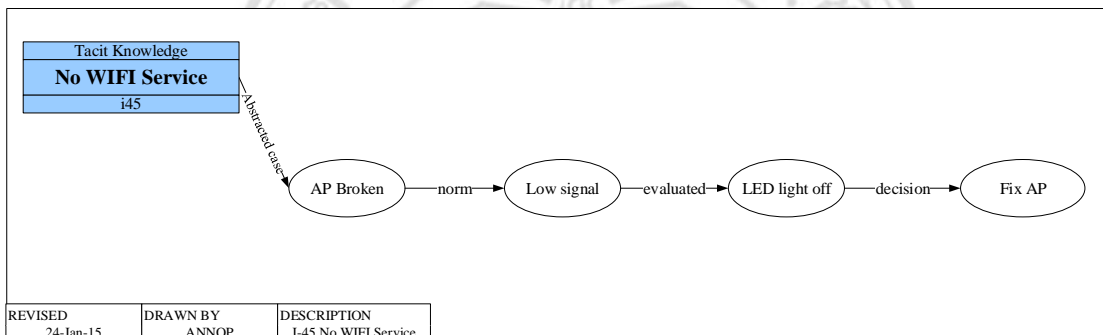 Tacit Knowledge
No WIFI Service
i45
Abstracted case
AP Broken
norm
Low signal
evaluated
LED light off
decision
Fix AP
REVISED
24-Jan-15
DRAWN BY
ANNOP
DESCRIPTION
I-45 No WIFI Service